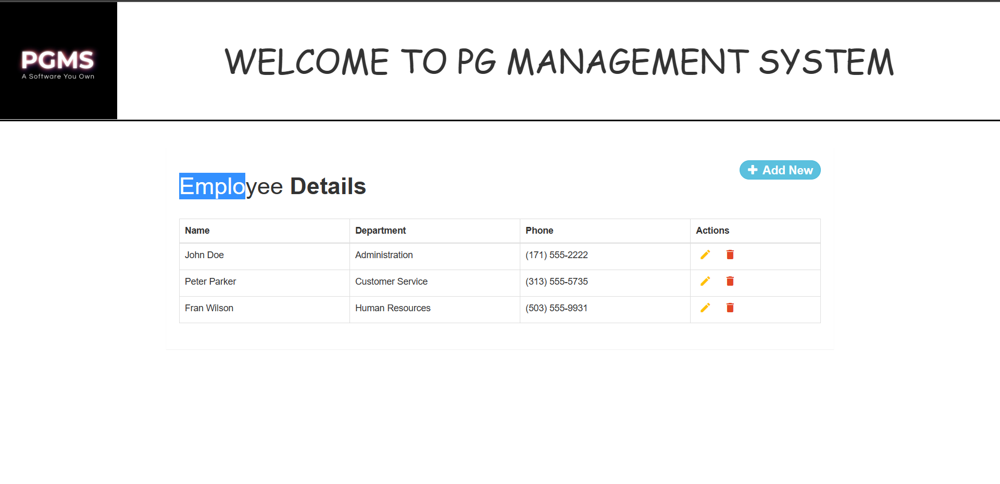 PGMS
A Software You Own
WELCOME TO PG MANAGEMENT SYSTEM
Employee Details
Add New
Name Department Phone Actions
John Doe Administration (171) 555-2222
Peter Parker Customer Service (313) 555-5735
Fran Wilson Human Resources (503) 555-9931